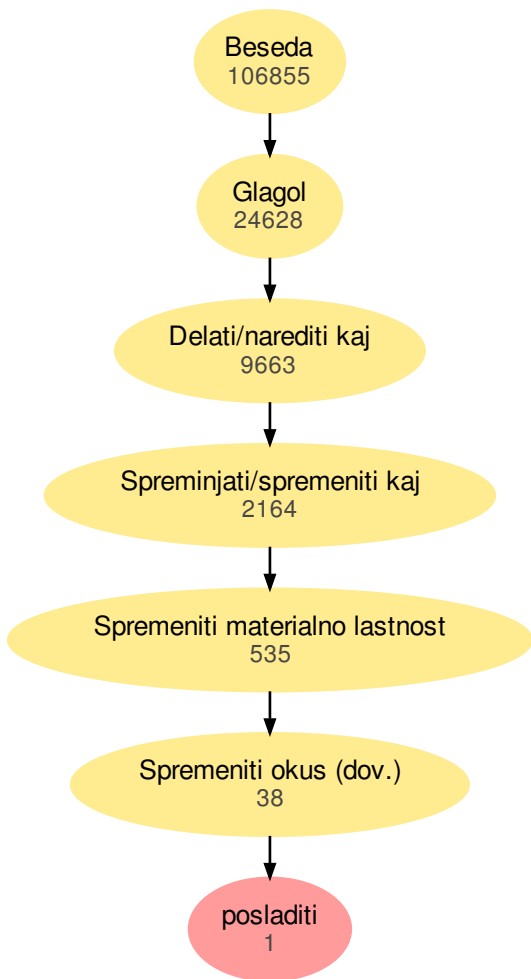 Beseda
106855
Glagol
24628
Delati/narediti kaj
9663
Spreminjati/spremeniti kaj
2164
Spremeniti materialno lastnost
535
Spremeniti okus (dov.)
38
posladiti
1